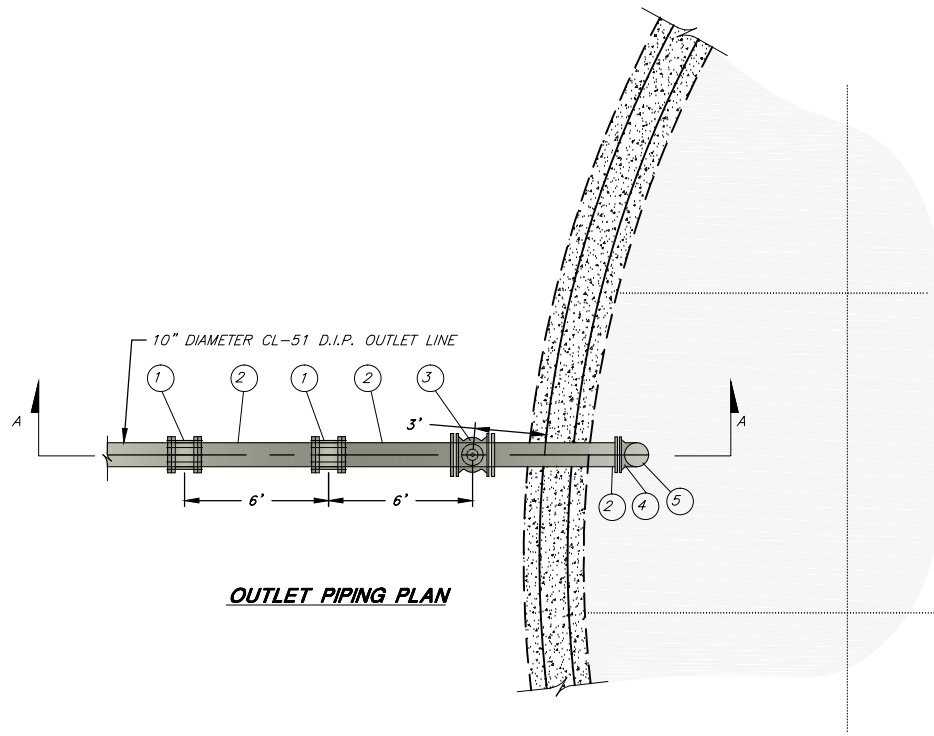 10" DIAMETER CL-51 D.I.P. OUTLET LINE
1 2 1 2 3
A A
3'
6' 6'
2 4 5
OUTLET PIPING PLAN